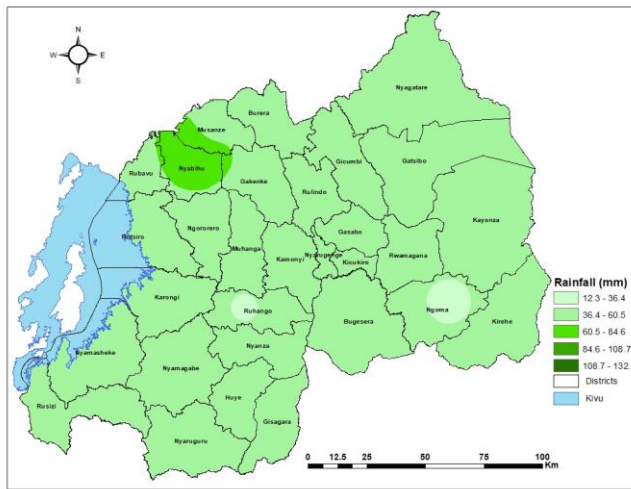 N
W E
S
Nyagatare
Burera
Musanze
Nyabihu
Rubavu
Gakenke
Gicumbi
Gatsibo
Rulindo
Kayonza
Rutsiro
Ngororero
Muhanga
Gasabo
Kamonyi
Nyarugenge
Kicukiro
Rwamagana
Karongi
Ruhango
Bugesera
Ngoma
Kirehe
Nyamasheke
Nyanza
Nyamagabe
Huye
Rusizi
Gisagara
Nyaruguru
Rainfall (mm)
12.3 - 36.4
36.4 - 60.5
60.5 - 84.6
84.6 - 108.7
108.7 - 132.
Districts
Kivu
0 12.5 25 50 75 100
Km